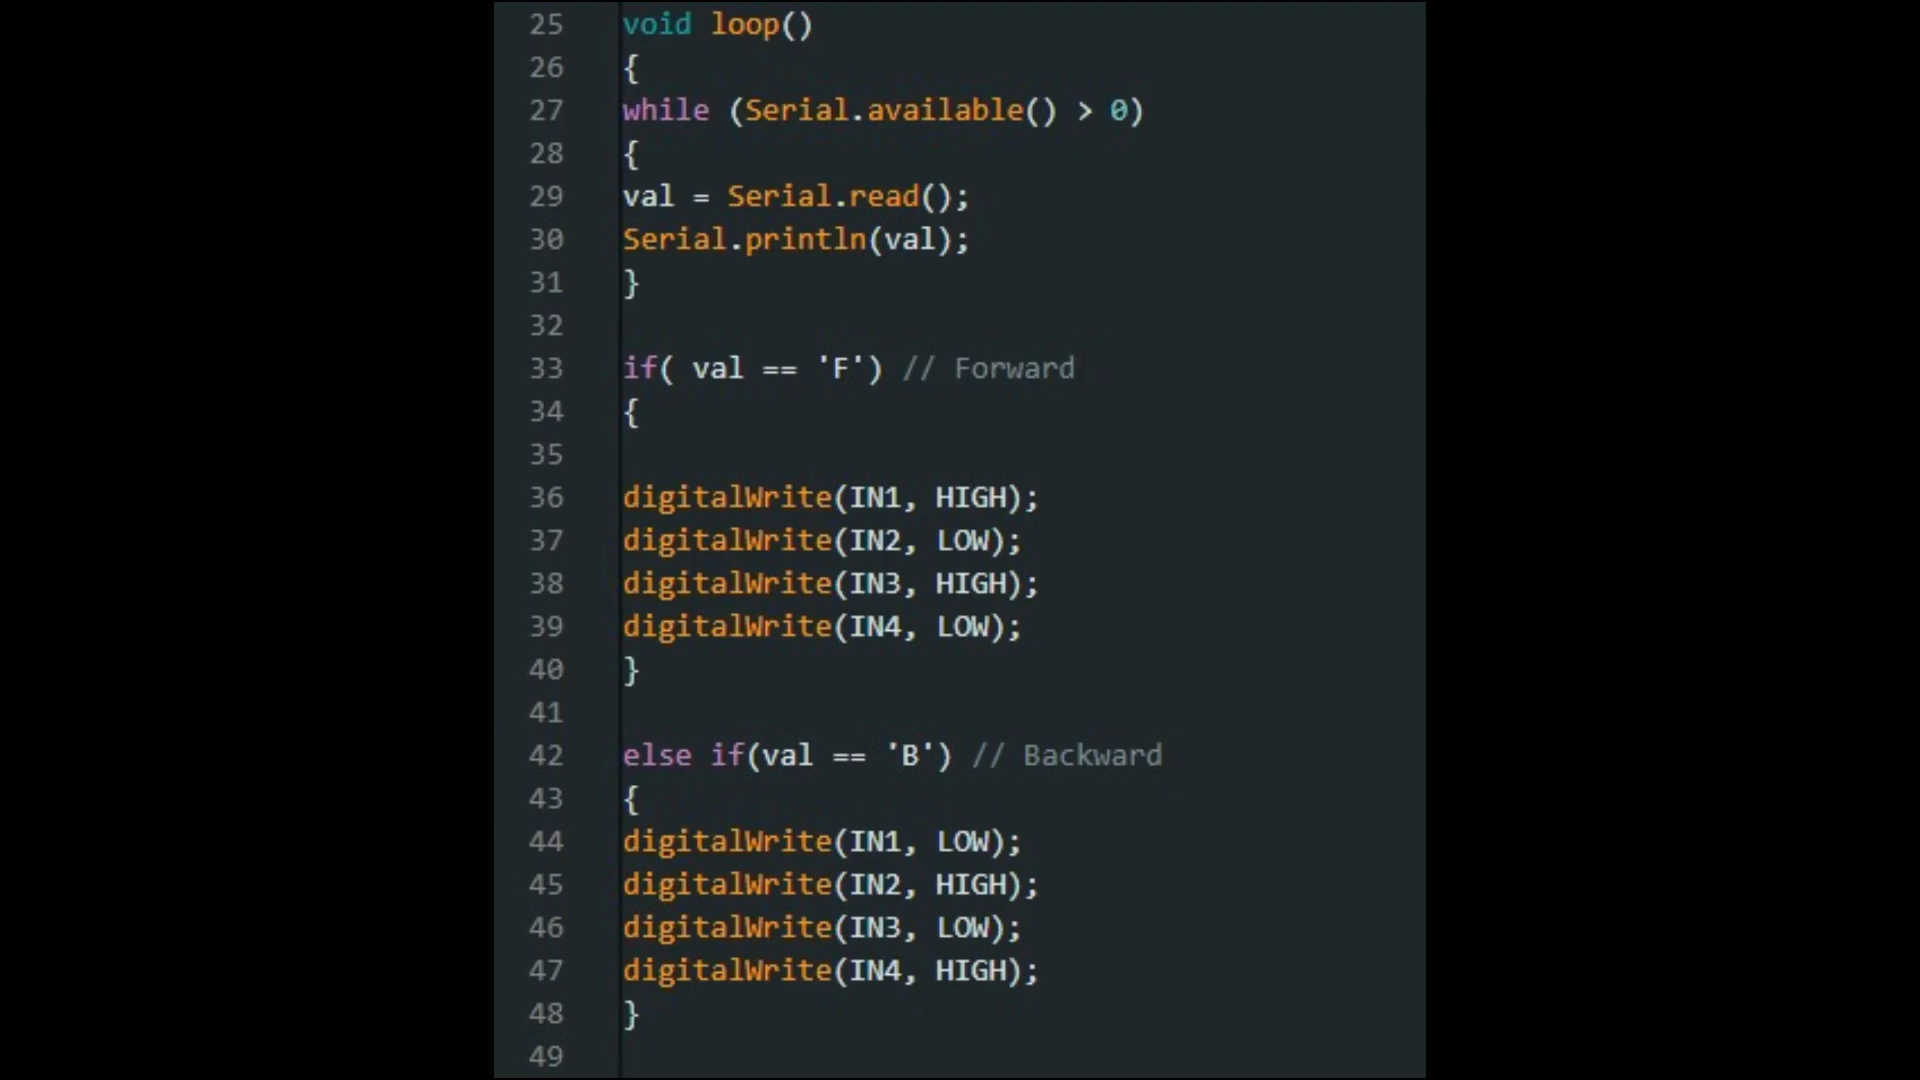 25 void loop()
26 {
27 while (Serial.available() > 0)
28 {
29 val = Serial.read();
30 Serial.println(val);
31 }
32
33 if( val == 'F') // Forward
34 {
35
36 digitalWrite(IN1, HIGH);
37 digitalWrite(IN2, LOW);
38 digitalWrite(IN3, HIGH);
39 digitalWrite(IN4, LOW);
40 }
41
42 else if(val == 'B') // Backward
43 {
44 digitalWrite(IN1, LOW);
45 digitalWrite(IN2, HIGH);
46 digitalWrite(IN3, LOW);
47 digitalWrite(IN4, HIGH);
48 }
49